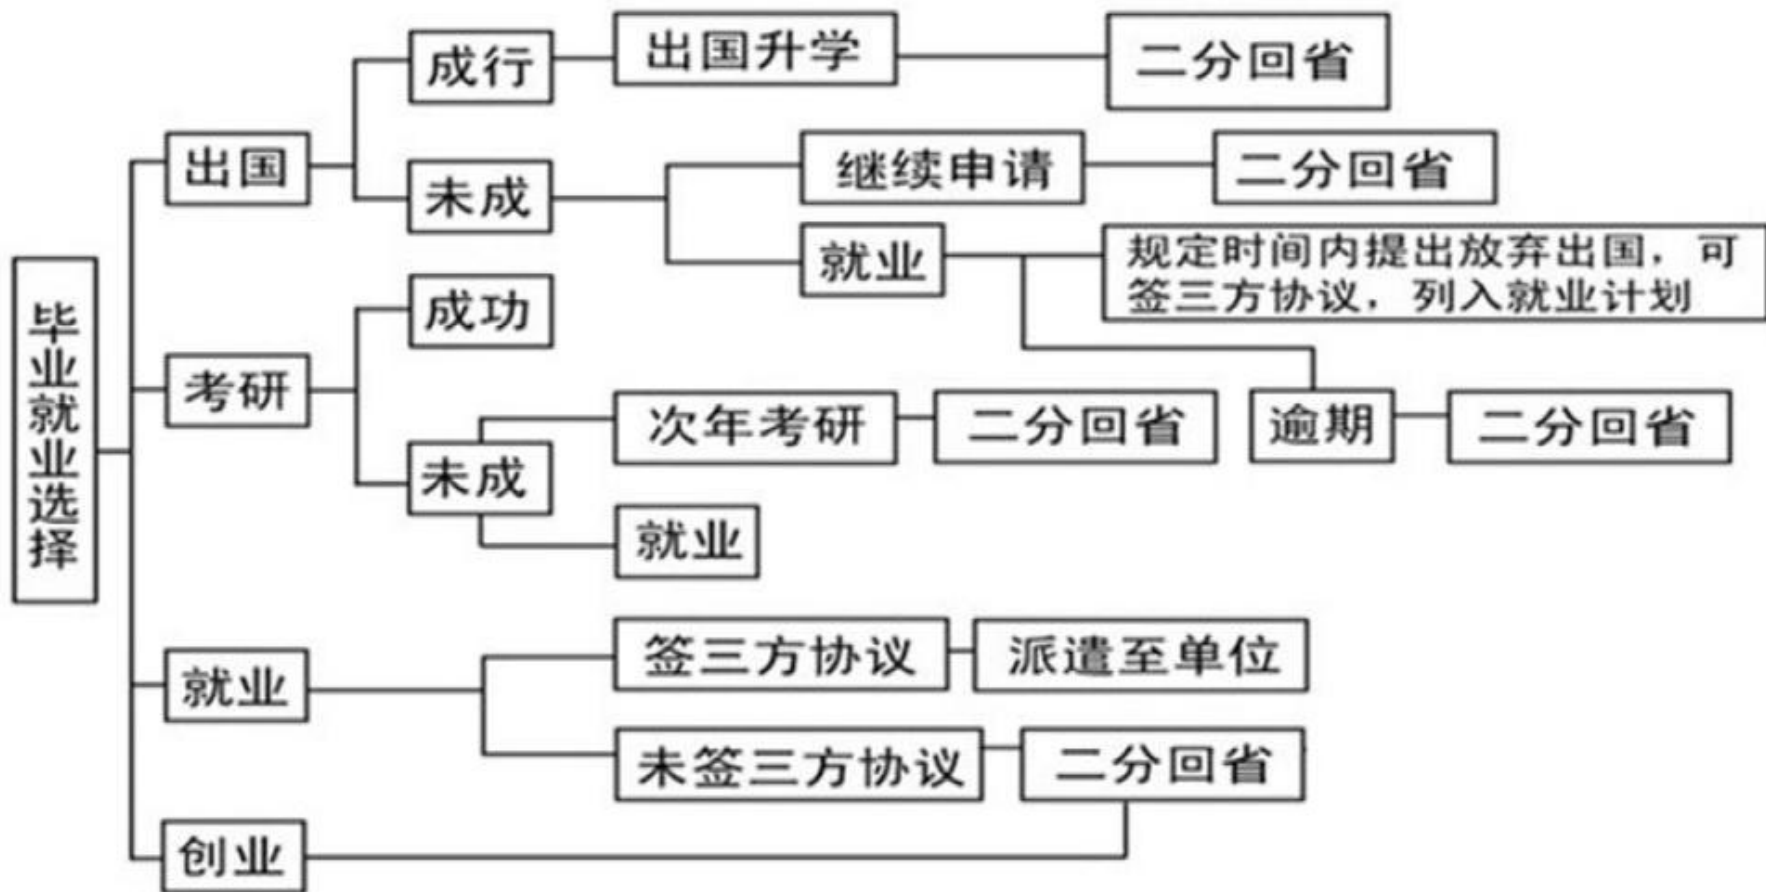 毕业就业选择
出国
成行
出国升学
二分回省
未成
继续申请
二分回省
就业
规定时间内提出放弃出国，可
签三方协议，列入就业计划
逾期
二分回省
考研
成功
未成
次年考研
二分回省
就业
就业
签三方协议
派遣至单位
未签三方协议
二分回省
创业